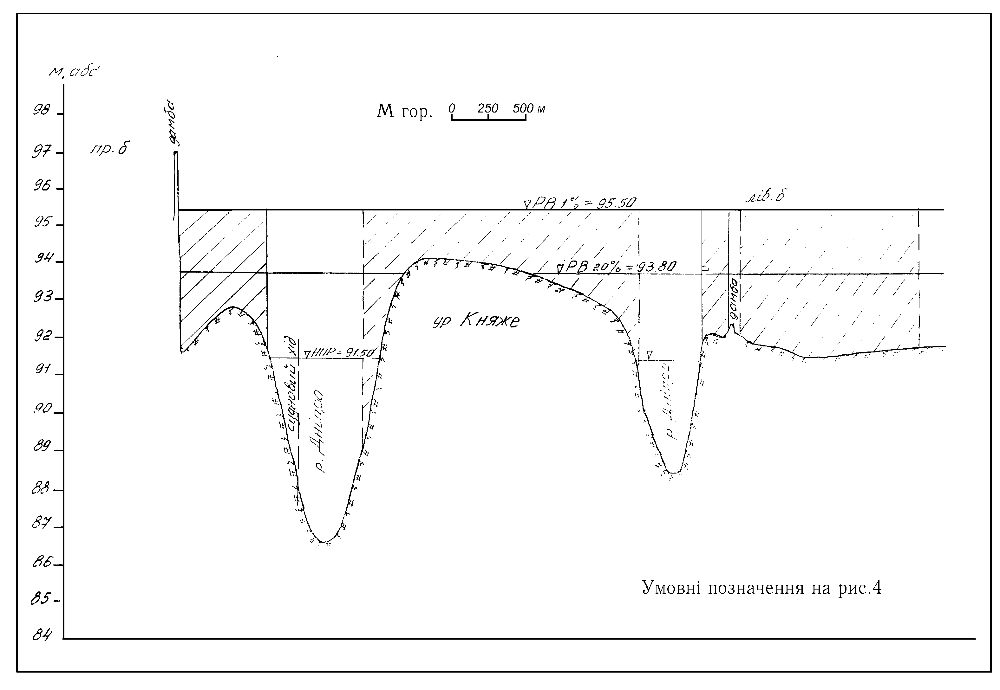 м. абс
98
97
96
95
94
93
92
91
90
89
88
87
86
85
84
дамба
пр. б.
М гор. 0 250 500 м
▽ РВ 1% = 95.50
лів. б
▽ РВ 20% = 93.80
дамба
ур. Княже
▽ НПР = 91.50
▽
судновий хід
р. Дніпро
р. Дніпро
Умовні позначення на рис.4